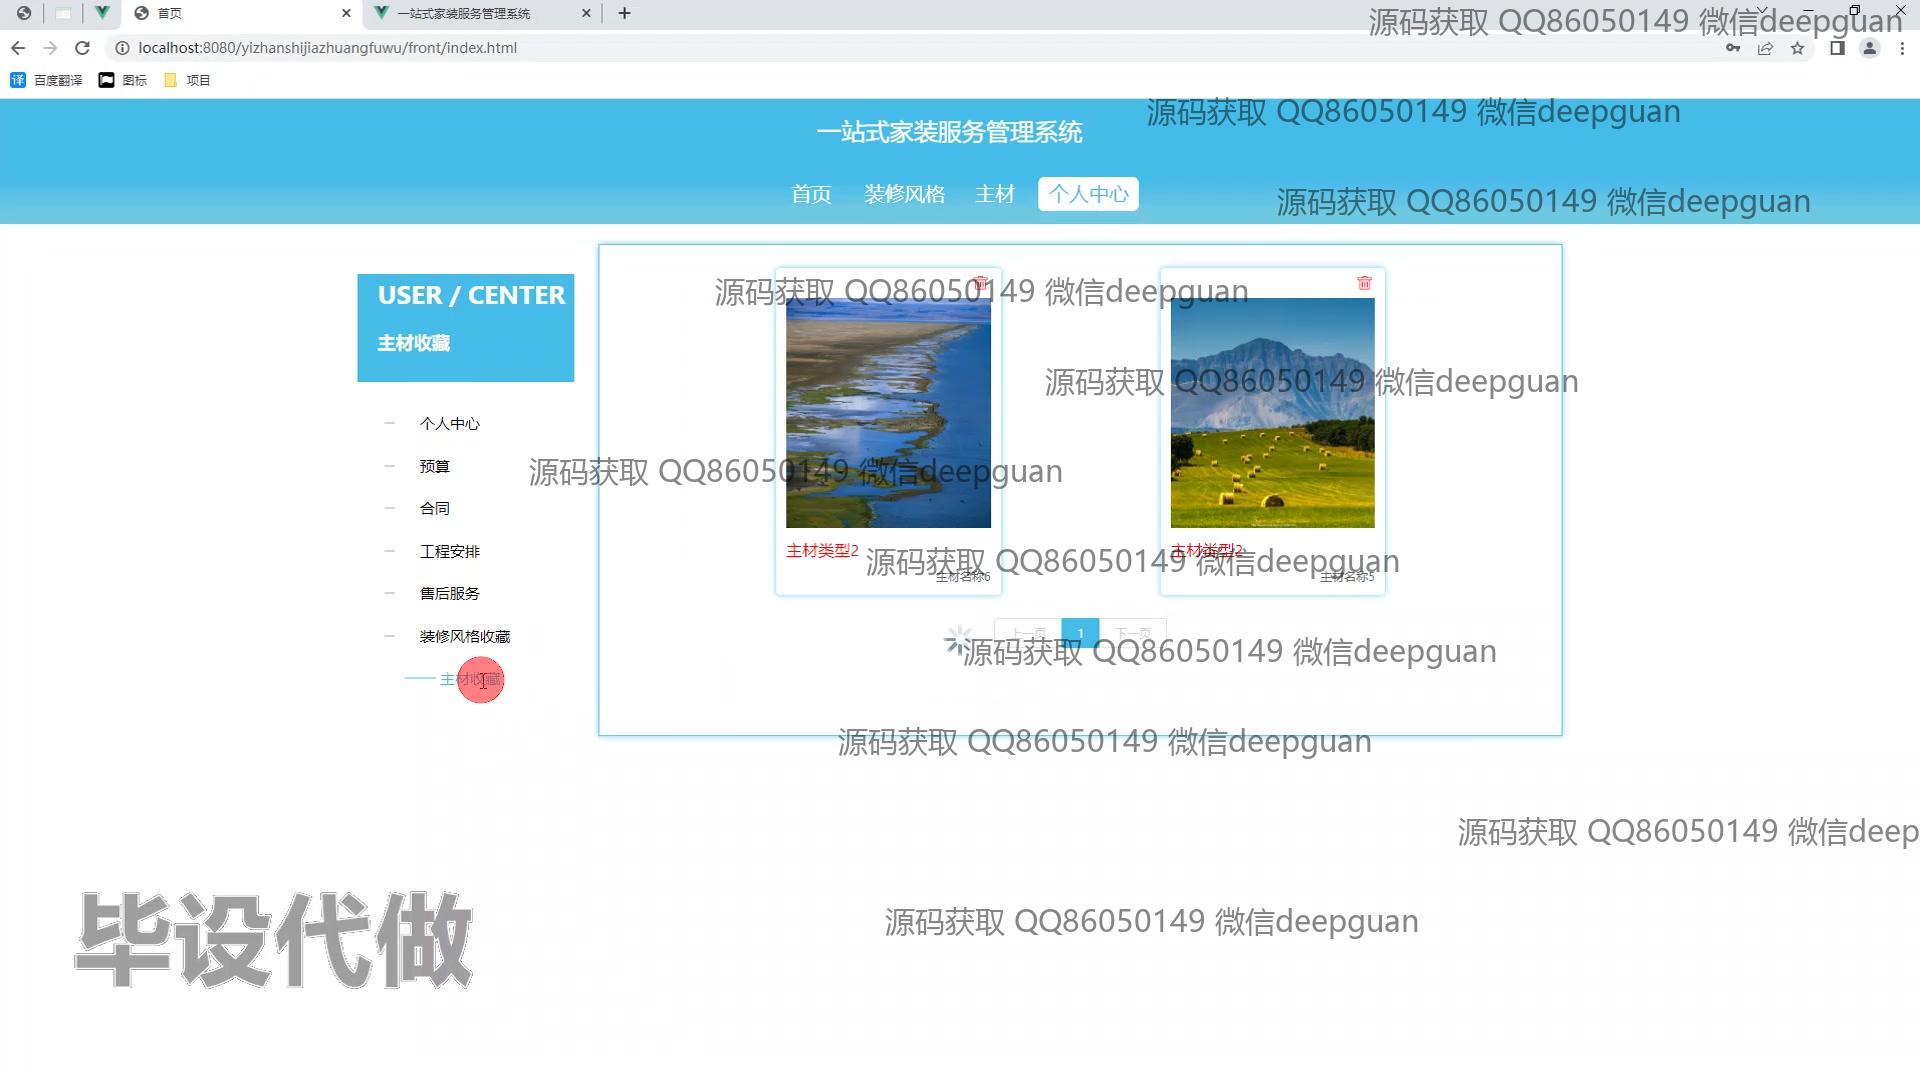 首页
一站式家装服务管理系统
源码获取 QQ86050149 微信deepguan
localhost:8080/yizhanshijiazhuangfuwu/front/index.html
百度翻译
图标
项目
源码获取 QQ86050149 微信deepguan
一站式家装服务管理系统
首页 装修风格 主材 个人中心
源码获取 QQ86050149 微信deepguan
USER / CENTER
主材收藏
源码获取 QQ86050149 微信deepguan
源码获取 QQ86050149 微信deepguan
个人中心
预算
源码获取 QQ86050149 微信deepguan
合同
工程安排
主材类型2
主材类型2
源码获取 QQ86050149 微信deepguan
主材名称6
主材名称5
售后服务
装修风格收藏
上一页 1 下一页
源码获取 QQ86050149 微信deepguan
主材收藏
源码获取 QQ86050149 微信deepguan
源码获取 QQ86050149 微信deep
源码获取 QQ86050149 微信deepguan
毕设代做